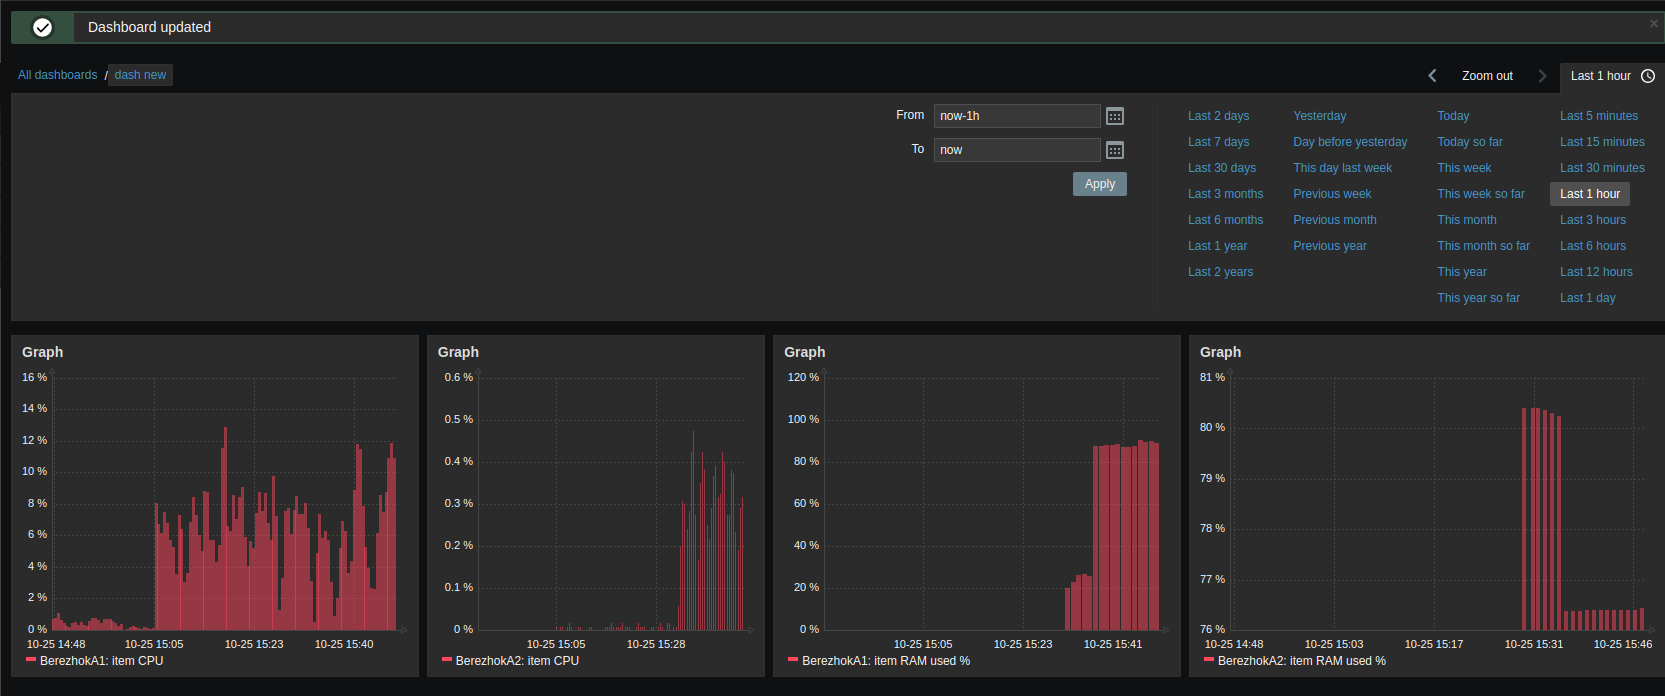 Dashboard updated
All dashboards / dash new
Zoom out
Last 1 hour
From now-1h
To now
Apply
Last 2 days Yesterday Today Last 5 minutes
Last 7 days Day before yesterday Today so far Last 15 minutes
Last 30 days This day last week This week Last 30 minutes
Last 3 months Previous week This week so far Last 1 hour
Last 6 months Previous month This month Last 3 hours
Last 1 year Previous year This month so far Last 6 hours
Last 2 years This year Last 12 hours
This year so far Last 1 day
Graph
16 %
14 %
12 %
10 %
8 %
6 %
4 %
2 %
0 %
10-25 14:48 10-25 15:05 10-25 15:23 10-25 15:40
BerezhokA1: item CPU
Graph
0.6 %
0.5 %
0.4 %
0.3 %
0.2 %
0.1 %
0 %
10-25 15:05 10-25 15:28
BerezhokA2: item CPU
Graph
120 %
100 %
80 %
60 %
40 %
20 %
0 %
10-25 15:05 10-25 15:23 10-25 15:41
BerezhokA1: item RAM used %
Graph
81 %
80 %
79 %
78 %
77 %
76 %
10-25 14:48 10-25 15:03 10-25 15:17 10-25 15:31 10-25 15:46
BerezhokA2: item RAM used %